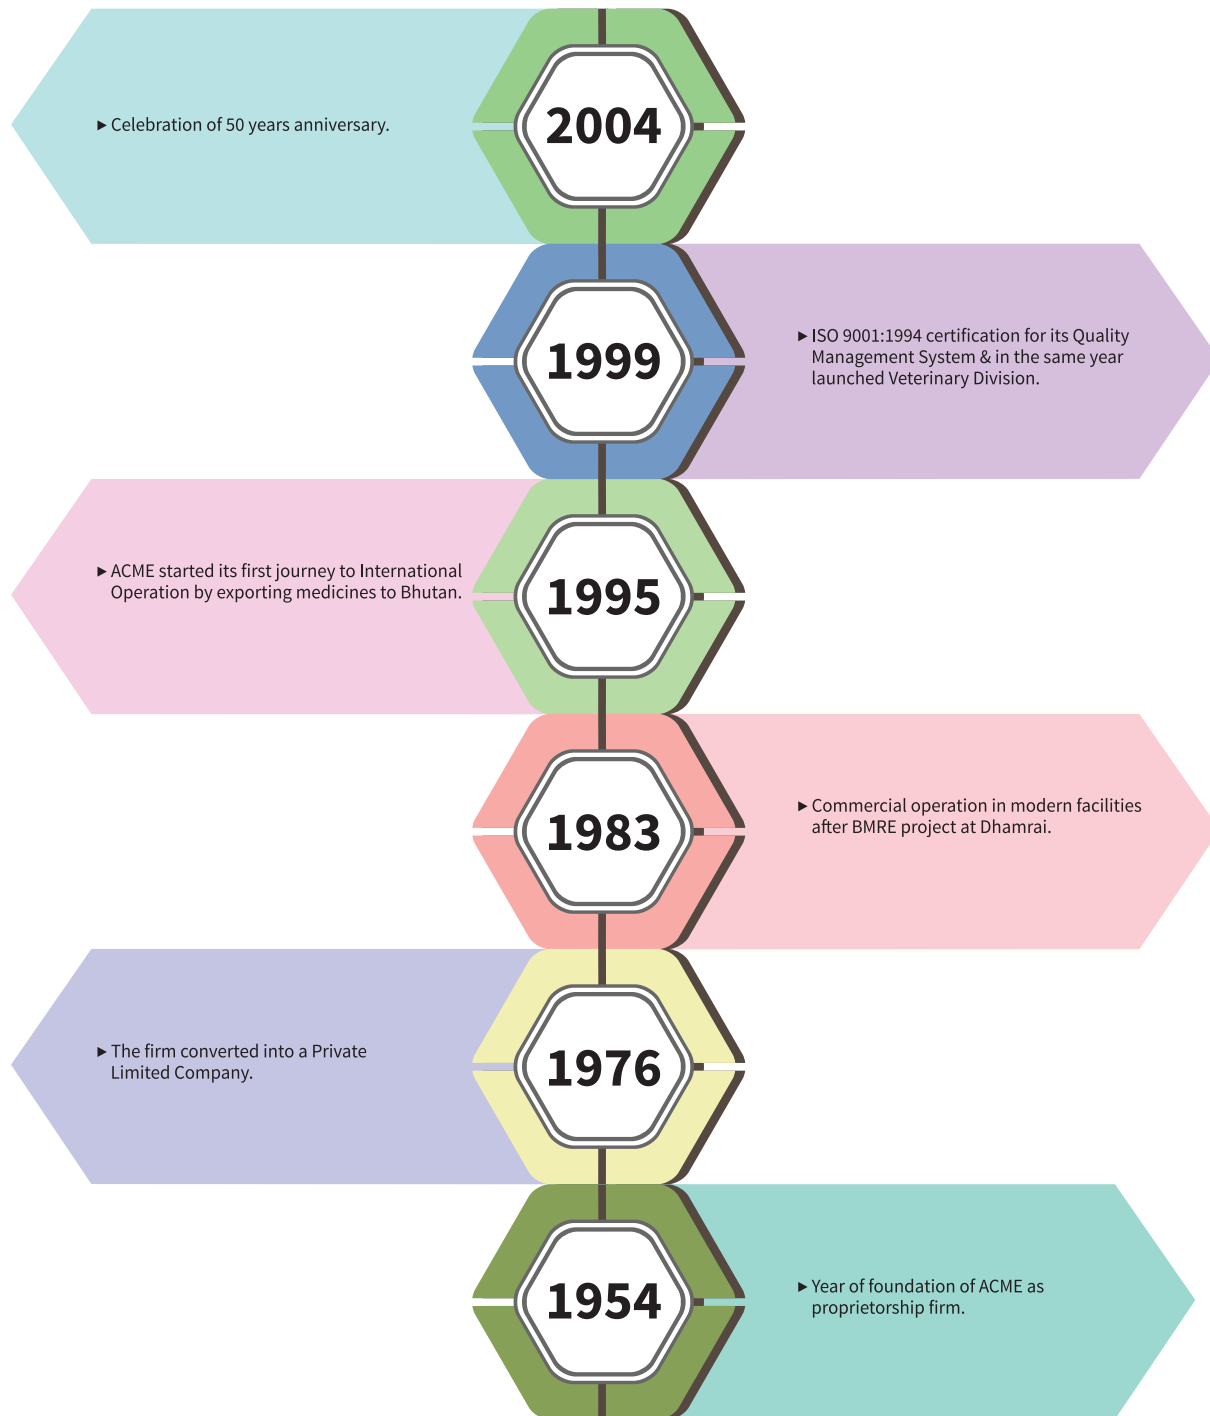 2004
▶ Celebration of 50 years anniversary.
1999
▶ ISO 9001:1994 certification for its Quality
Management System & in the same year
launched Veterinary Division.
1995
▶ ACME started its first journey to International
Operation by exporting medicines to Bhutan.
1983
▶ Commercial operation in modern facilities
after BMRE project at Dhamrai.
1976
▶ The firm converted into a Private
Limited Company.
1954
▶ Year of foundation of ACME as
proprietorship firm.